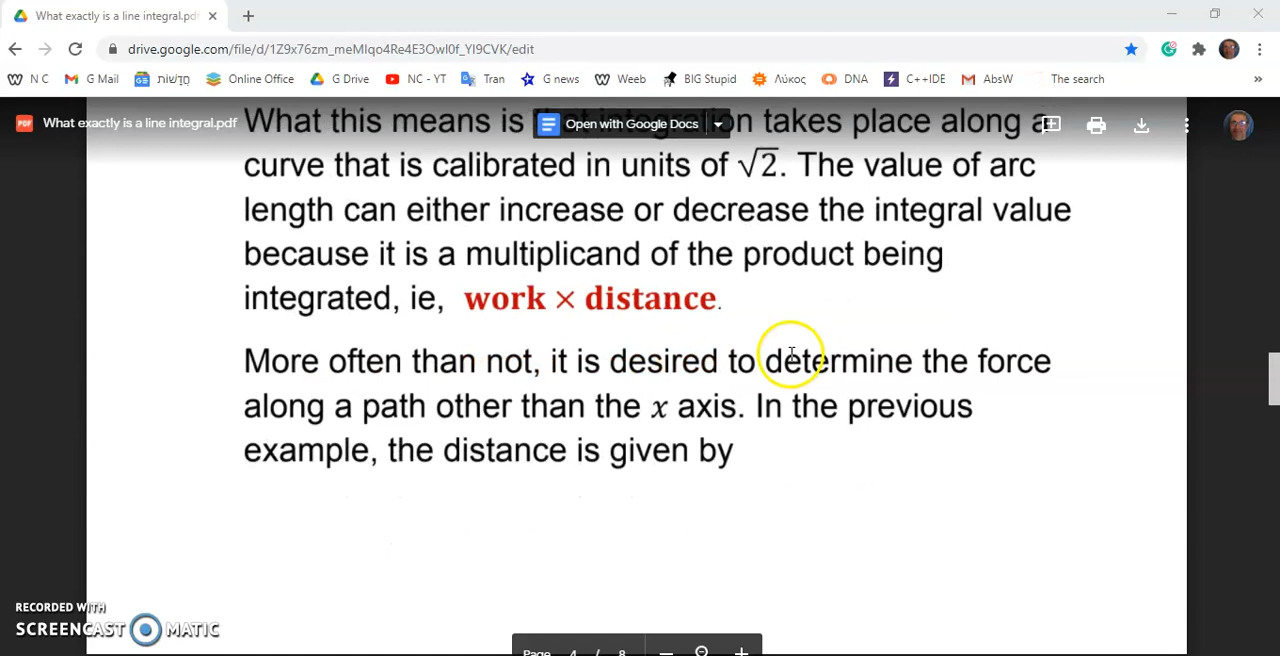 What exactly is a line integral.pdf
drive.google.com/file/d/1Z9x76zm_meMlqo4Re4E3Owl0f_Yl9CVK/edit
N C G Mail חֲדָשׁוֹת Online Office G Drive NC - YT Tran G news Weeb BIG Stupid Λύκος DNA C++IDE AbsW The search »
What exactly is a line integral.pdf
Open with Google Docs
What this means is that integration takes place along a
curve that is calibrated in units of √2. The value of arc
length can either increase or decrease the integral value
because it is a multiplicand of the product being
integrated, ie, work × distance.
More often than not, it is desired to determine the force
along a path other than the x axis. In the previous
example, the distance is given by
RECORDED WITH
SCREENCAST MATIC
Page 4 / 8